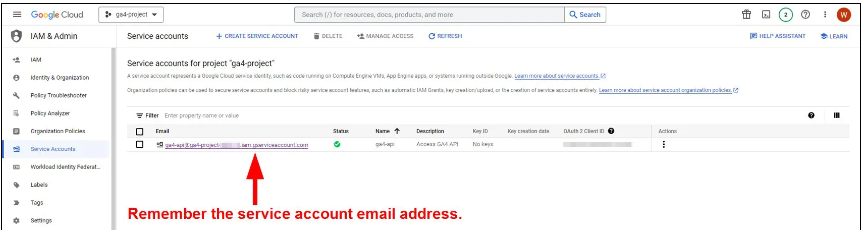 Google Cloud
ga4-project
Search (/) for resources, docs, products, and more
Search
2
W
IAM & Admin
Service accounts
CREATE SERVICE ACCOUNT
DELETE
MANAGE ACCESS
REFRESH
HELP ASSISTANT
LEARN
IAM
Identity & Organization
Policy Troubleshooter
Policy Analyzer
Organization Policies
Service Accounts
Workload Identity Federat...
Labels
Tags
Settings
Service accounts for project "ga4-project"
A service account represents a Google Cloud service identity, such as code running on Compute Engine VMs, App Engine apps, or systems running outside Google. Learn more about service accounts.
Organization policies can be used to secure service accounts and block risky service account features, such as automatic IAM Grants, key creation/upload, or the creation of service accounts entirely. Learn more about service account organization policies.
Filter Enter property name or value
Email Status Name Description Key ID Key creation date OAuth 2 Client ID Actions
ga4-api@ga4-project- .iam.gserviceaccount.com ga4-api Access GA4 API No keys
Remember the service account email address.